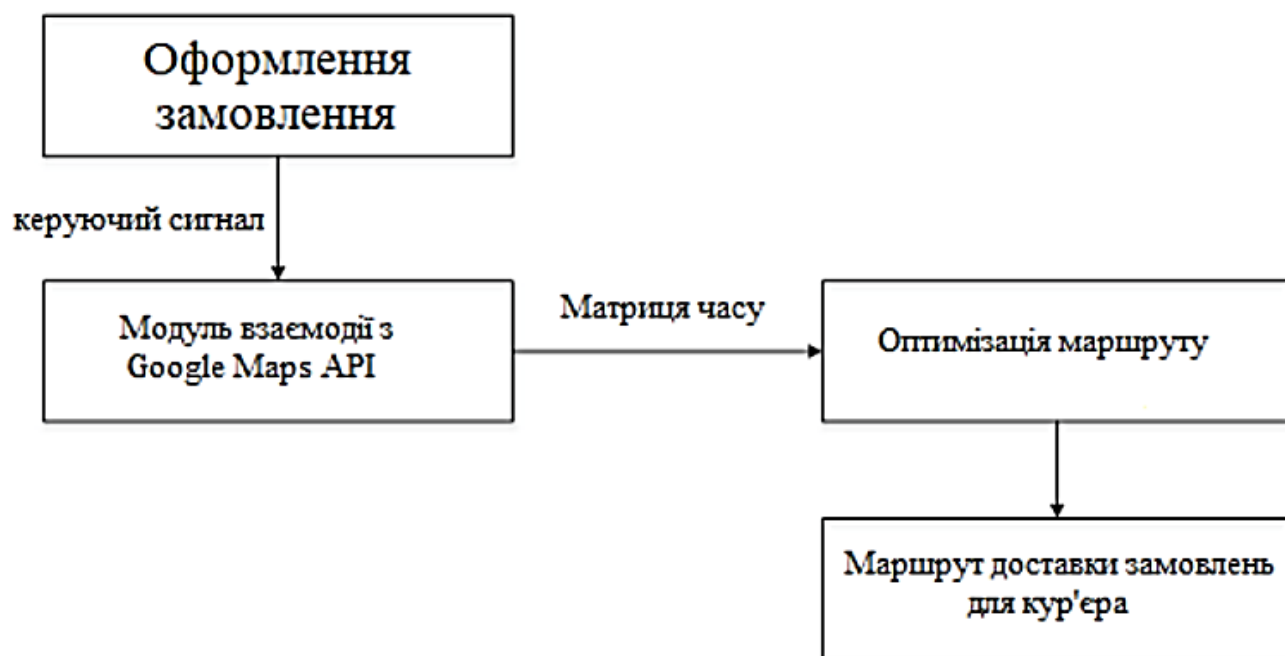 Оформлення
замовлення
керуючий сигнал
Модуль взаємодії з
Google Maps API
Матриця часу
Оптимізація маршруту
Маршрут доставки замовлень
для кур'єра